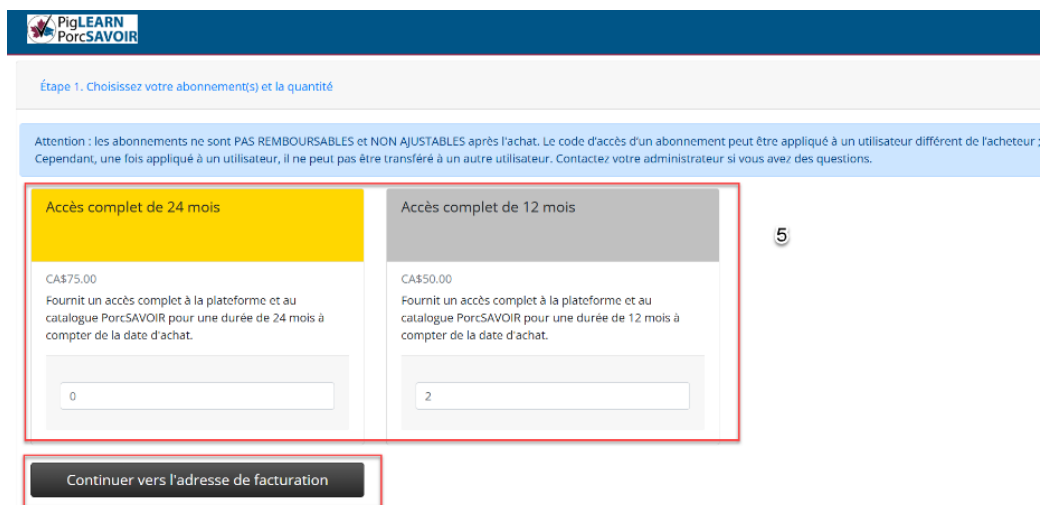 PigLEARN
PorcSAVOIR
Étape 1. Choisissez votre abonnement(s) et la quantité
Attention : les abonnements ne sont PAS REMBOURSABLES et NON AJUSTABLES après l'achat. Le code d'accès d'un abonnement peut être appliqué à un utilisateur différent de l'acheteur ;
Cependant, une fois appliqué à un utilisateur, il ne peut pas être transféré à un autre utilisateur. Contactez votre administrateur si vous avez des questions.
Accès complet de 24 mois
CA$75.00
Fournit un accès complet à la plateforme et au
catalogue PorcSAVOIR pour une durée de 24 mois à
compter de la date d'achat.
0
Accès complet de 12 mois
CA$50.00
Fournit un accès complet à la plateforme et au
catalogue PorcSAVOIR pour une durée de 12 mois à
compter de la date d'achat.
2
5
Continuer vers l'adresse de facturation